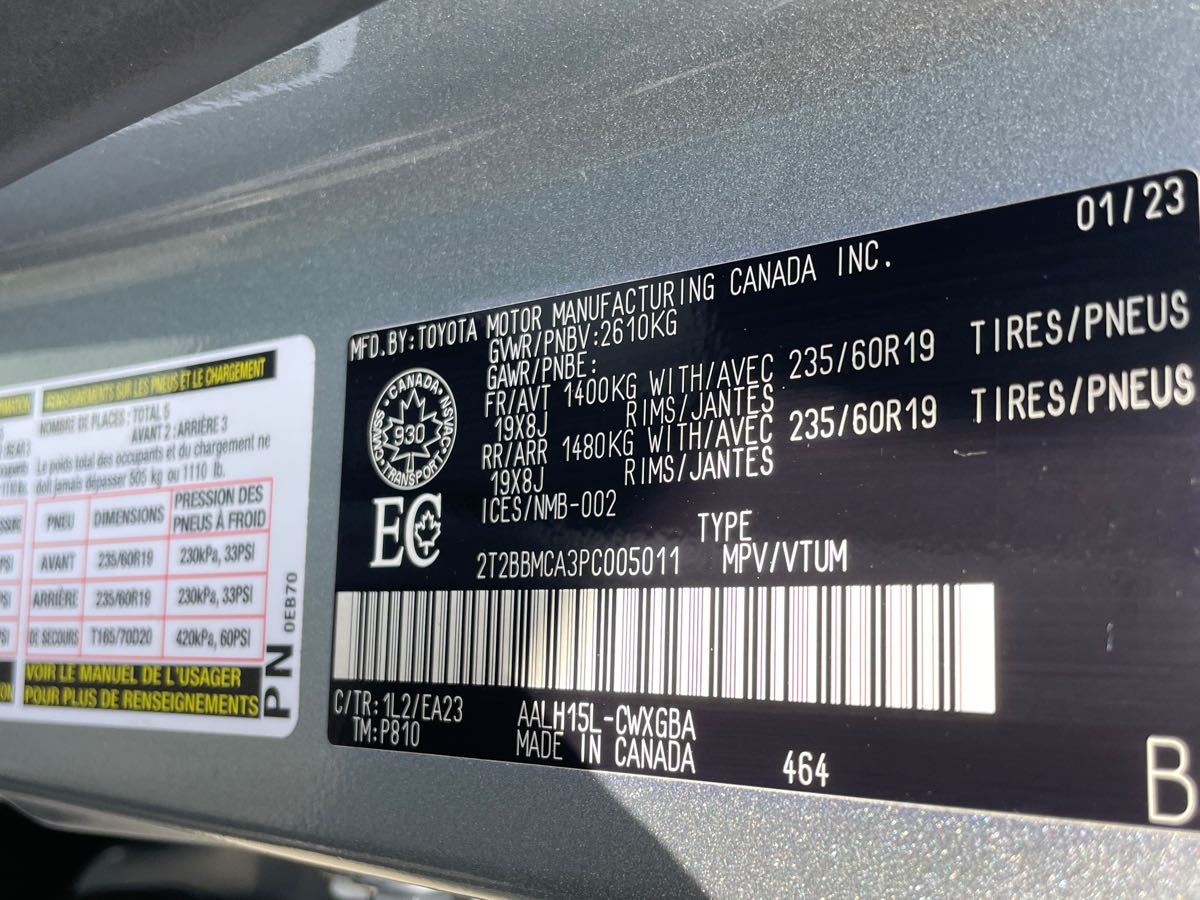 RENSEIGNEMENTS SUR LES PNEUS ET LE CHARGEMENT
NOMBRE DE PLACES : TOTAL 5
AVANT 2 : ARRIÈRE 3
Le poids total des occupants et du chargement ne
doit jamais dépasser 505 kg ou 1110 lb.
PNEU DIMENSIONS PRESSION DES
PNEUS À FROID
AVANT 235/60R19 230kPa, 33PSI
ARRIÈRE 235/60R19 230kPa, 33PSI
DE SECOURS T165/70D20 420kPa, 60PSI
VOIR LE MANUEL DE L'USAGER
POUR PLUS DE RENSEIGNEMENTS
PN 0EB70
01/23
MFD.BY:TOYOTA MOTOR MANUFACTURING CANADA INC.
GVWR/PNBV:2610KG
GAWR/PNBE:
FR/AVT 1400KG WITH/AVEC 235/60R19 TIRES/PNEUS
19X8J RIMS/JANTES
RR/ARR 1480KG WITH/AVEC 235/60R19 TIRES/PNEUS
19X8J RIMS/JANTES
ICES/NMB-002
CANADA
930
TRANSPORT
EC
TYPE
2T2BBMCA3PC005011 MPV/VTUM
C/TR:1L2/EA23 AALH15L-CWXGBA
TM:P810 MADE IN CANADA 464
B